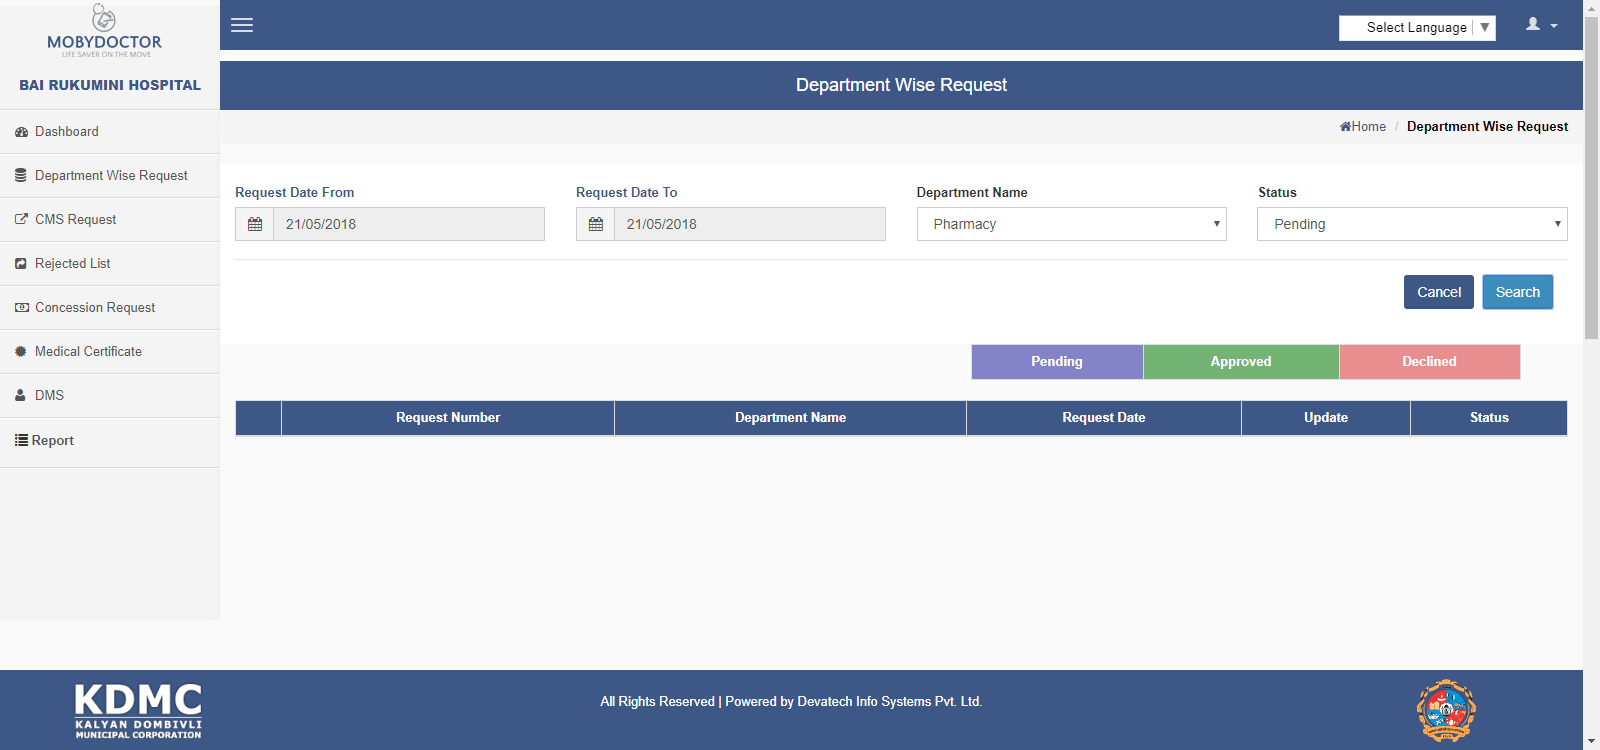 MOBYDOCTOR
LIFE SAVER ON THE MOVE
BAI RUKUMINI HOSPITAL
Dashboard
Department Wise Request
CMS Request
Rejected List
Concession Request
Medical Certificate
DMS
Report
Select Language ▼
Department Wise Request
Home / Department Wise Request
Request Date From
Request Date To
Department Name
Status
21/05/2018
21/05/2018
Pharmacy
Pending
Cancel
Search
Pending
Approved
Declined
Request Number
Department Name
Request Date
Update
Status
KDMC
KALYAN DOMBIVLI
MUNICIPAL CORPORATION
All Rights Reserved | Powered by Devatech Info Systems Pvt. Ltd.